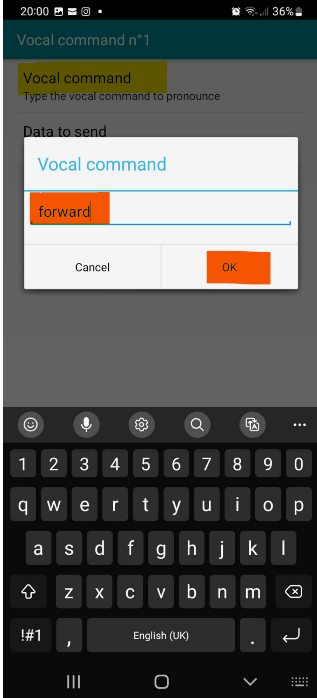 20:00 36%
Vocal command n°1
Vocal command
Type the vocal command to pronounce
Data to send
Vocal command
forward
Cancel OK
1 2 3 4 5 6 7 8 9 0
q w e r t y u i o p
a s d f g h j k l
z x c v b n m
!#1 , English (UK) .